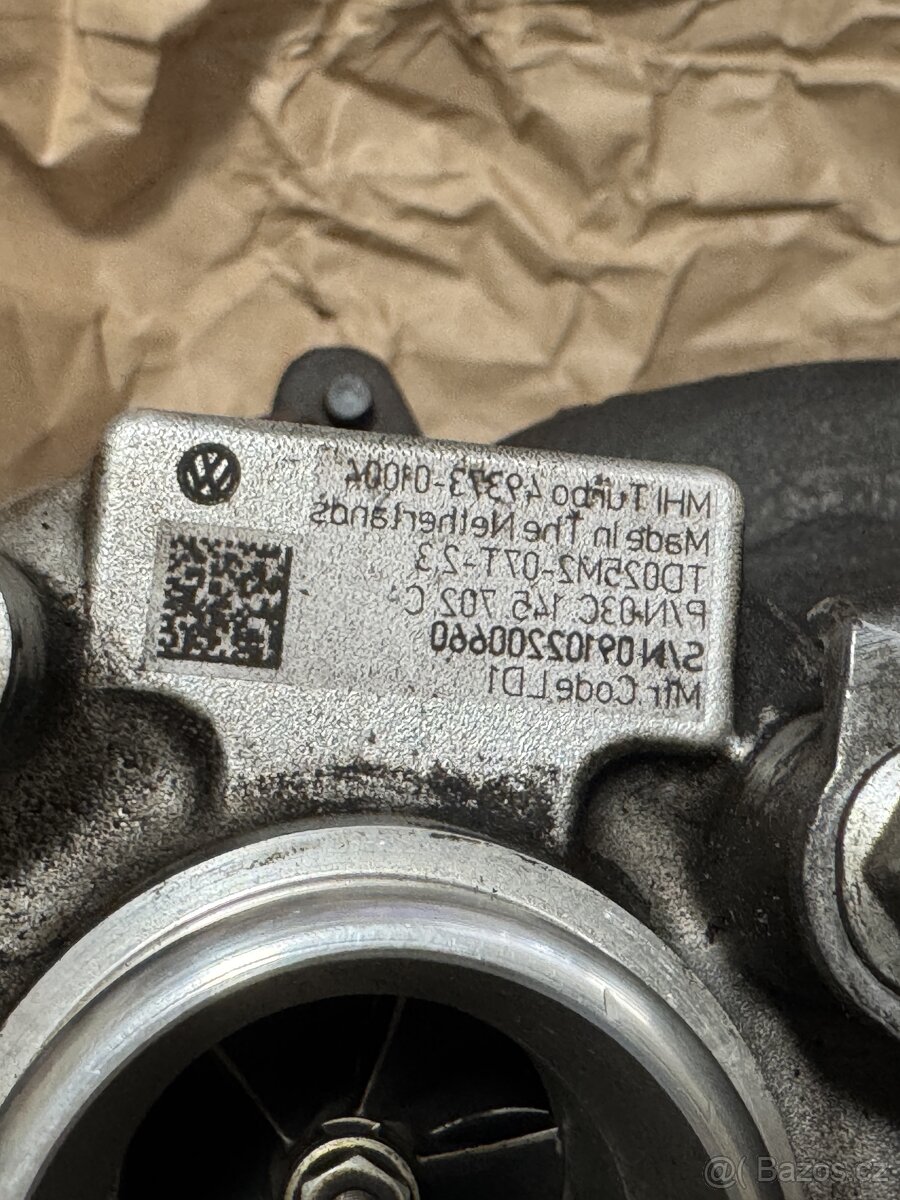 MHI Turbo 49373-01004
Made In The Netherlands
TD025M2-07T-2.3
P/N 03C 145 702 C
S/N 09102200660
Mfr. Code LD1
@( Bazos.cz